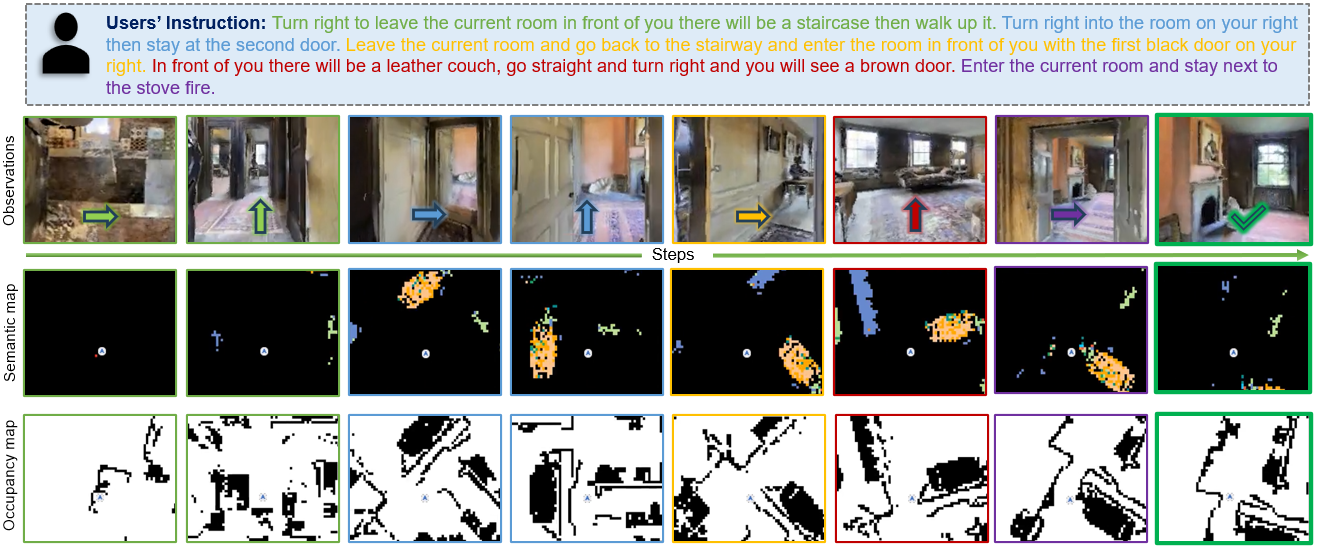 Users' Instruction: Turn right to leave the current room in front of you there will be a staircase then walk up it. Turn right into the room on your right
then stay at the second door. Leave the current room and go back to the stairway and enter the room in front of you with the first black door on your
right. In front of you there will be a leather couch, go straight and turn right and you will see a brown door. Enter the current room and stay next to
the stove fire.
Observations
Steps
Semantic map
A
A
A
A
A
A
A
A
Occupancy map
A
A
A
A
A
A
A
A